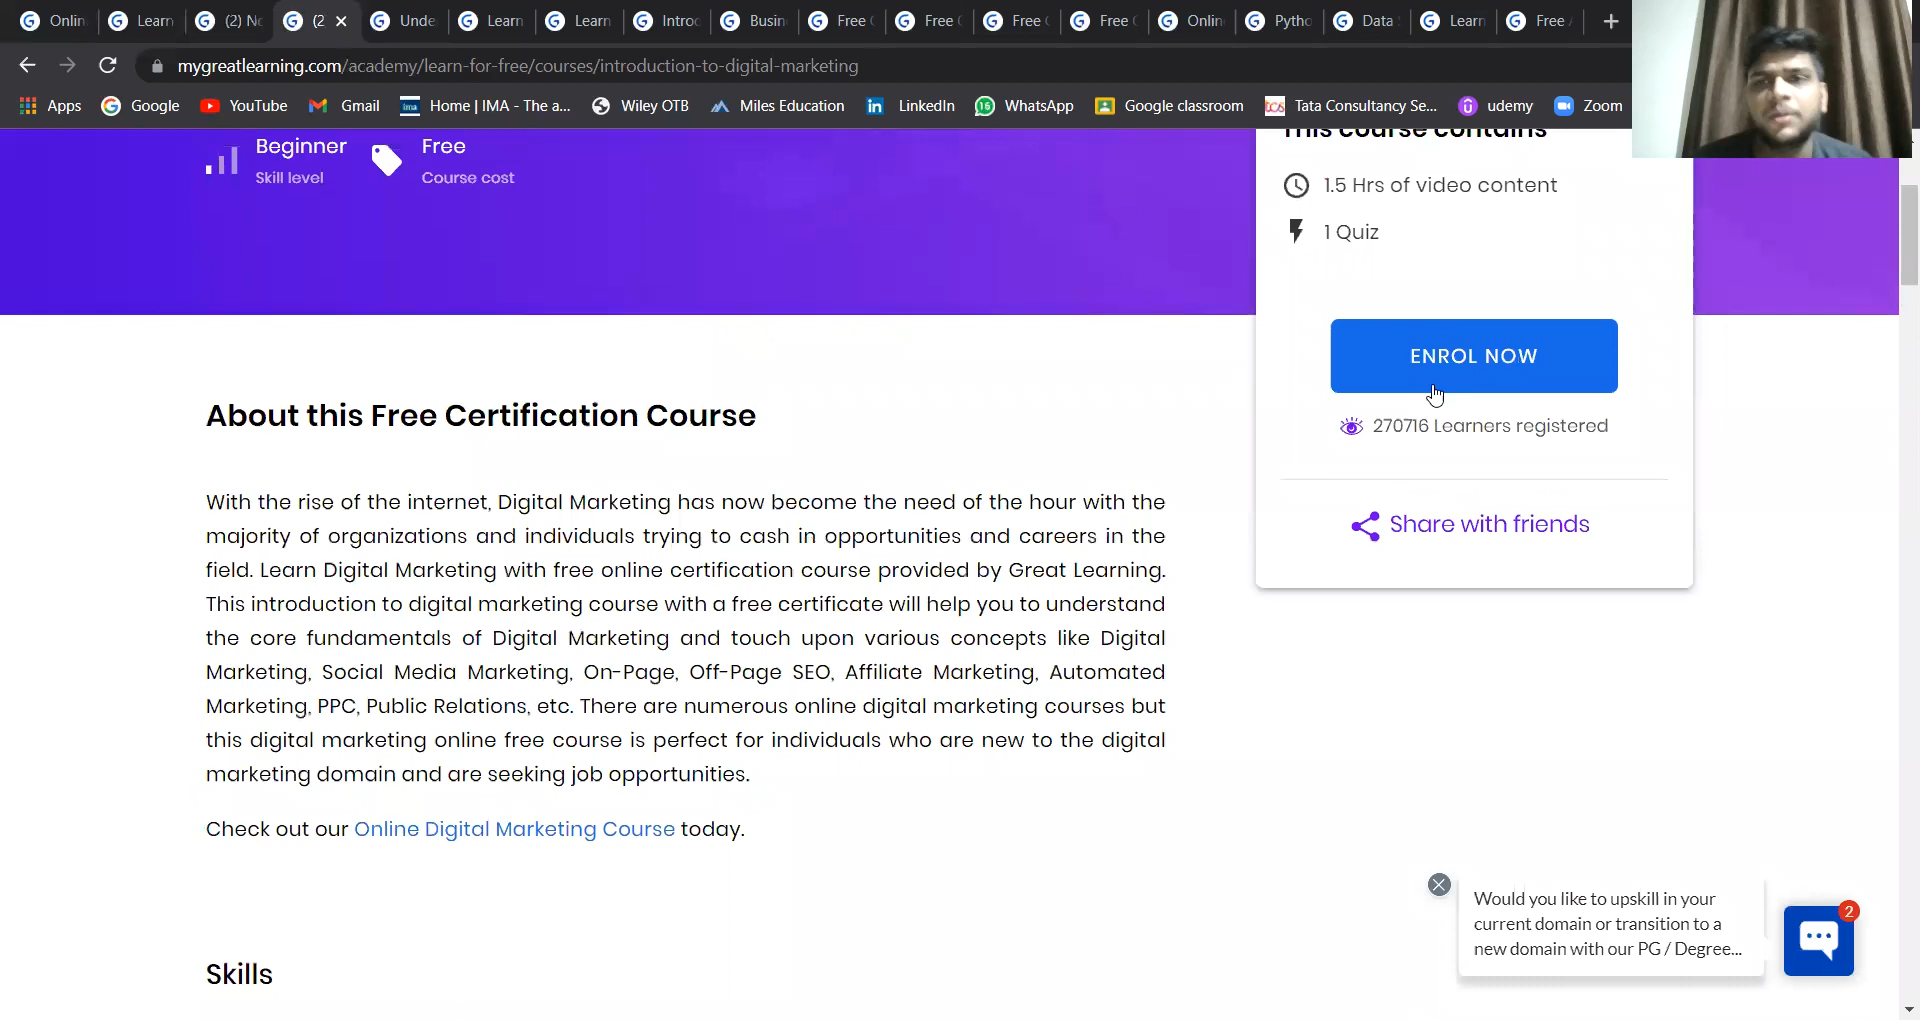 Onlin
Learn
(2) No
(2
Unde
Learn
Learn
Introd
Busin
Free
Free
Free
Free
Onlin
Pytho
Data
Learn
Free
mygreatlearning.com/academy/learn-for-free/courses/introduction-to-digital-marketing
Apps
Google
YouTube
Gmail
Home | IMA - The a...
Wiley OTB
Miles Education
LinkedIn
16
WhatsApp
Google classroom
Tata Consultancy Se...
udemy
Zoom
Beginner
Skill level
Free
Course cost
This course contains
1.5 Hrs of video content
1 Quiz
ENROL NOW
270716 Learners registered
Share with friends
About this Free Certification Course
With the rise of the internet, Digital Marketing has now become the need of the hour with the
majority of organizations and individuals trying to cash in opportunities and careers in the
field. Learn Digital Marketing with free online certification course provided by Great Learning.
This introduction to digital marketing course with a free certificate will help you to understand
the core fundamentals of Digital Marketing and touch upon various concepts like Digital
Marketing, Social Media Marketing, On-Page, Off-Page SEO, Affiliate Marketing, Automated
Marketing, PPC, Public Relations, etc. There are numerous online digital marketing courses but
this digital marketing online free course is perfect for individuals who are new to the digital
marketing domain and are seeking job opportunities.
Check out our Online Digital Marketing Course today.
Skills
Would you like to upskill in your
current domain or transition to a
new domain with our PG / Degree...
2